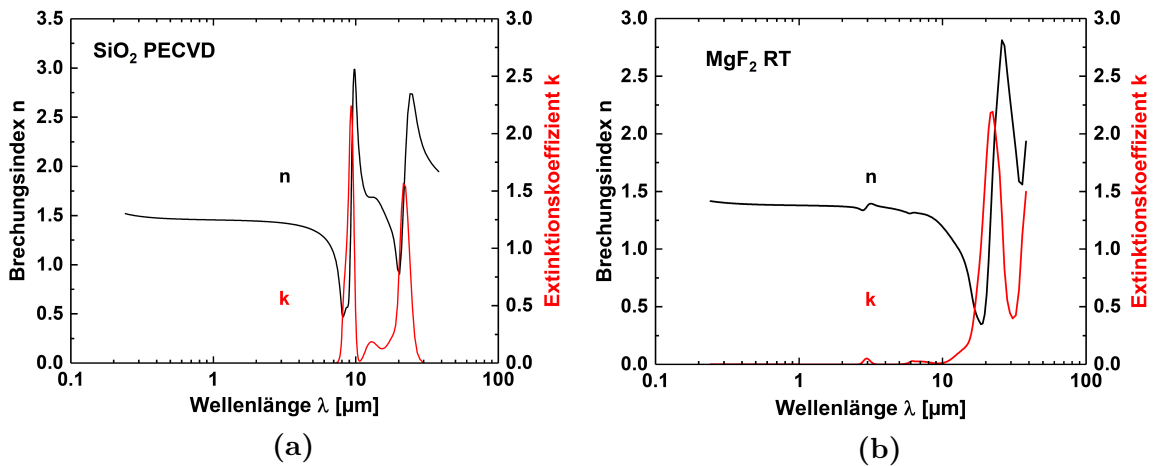 SiO2 PECVD
Brechungsindex n
3.5
3.0
2.5
2.0
1.5
1.0
0.5
0.0
n
k
3.0
2.5
2.0
1.5
1.0
0.5
0.0
Extinktionskoeffizient k
0.1
1
10
100
Wellenlänge λ [µm]
(a)
MgF2 RT
Brechungsindex n
3.0
2.5
2.0
1.5
1.0
0.5
0.0
n
k
3.0
2.5
2.0
1.5
1.0
0.5
0.0
Extinktionskoeffizient k
0.1
1
10
100
Wellenlänge λ [µm]
(b)